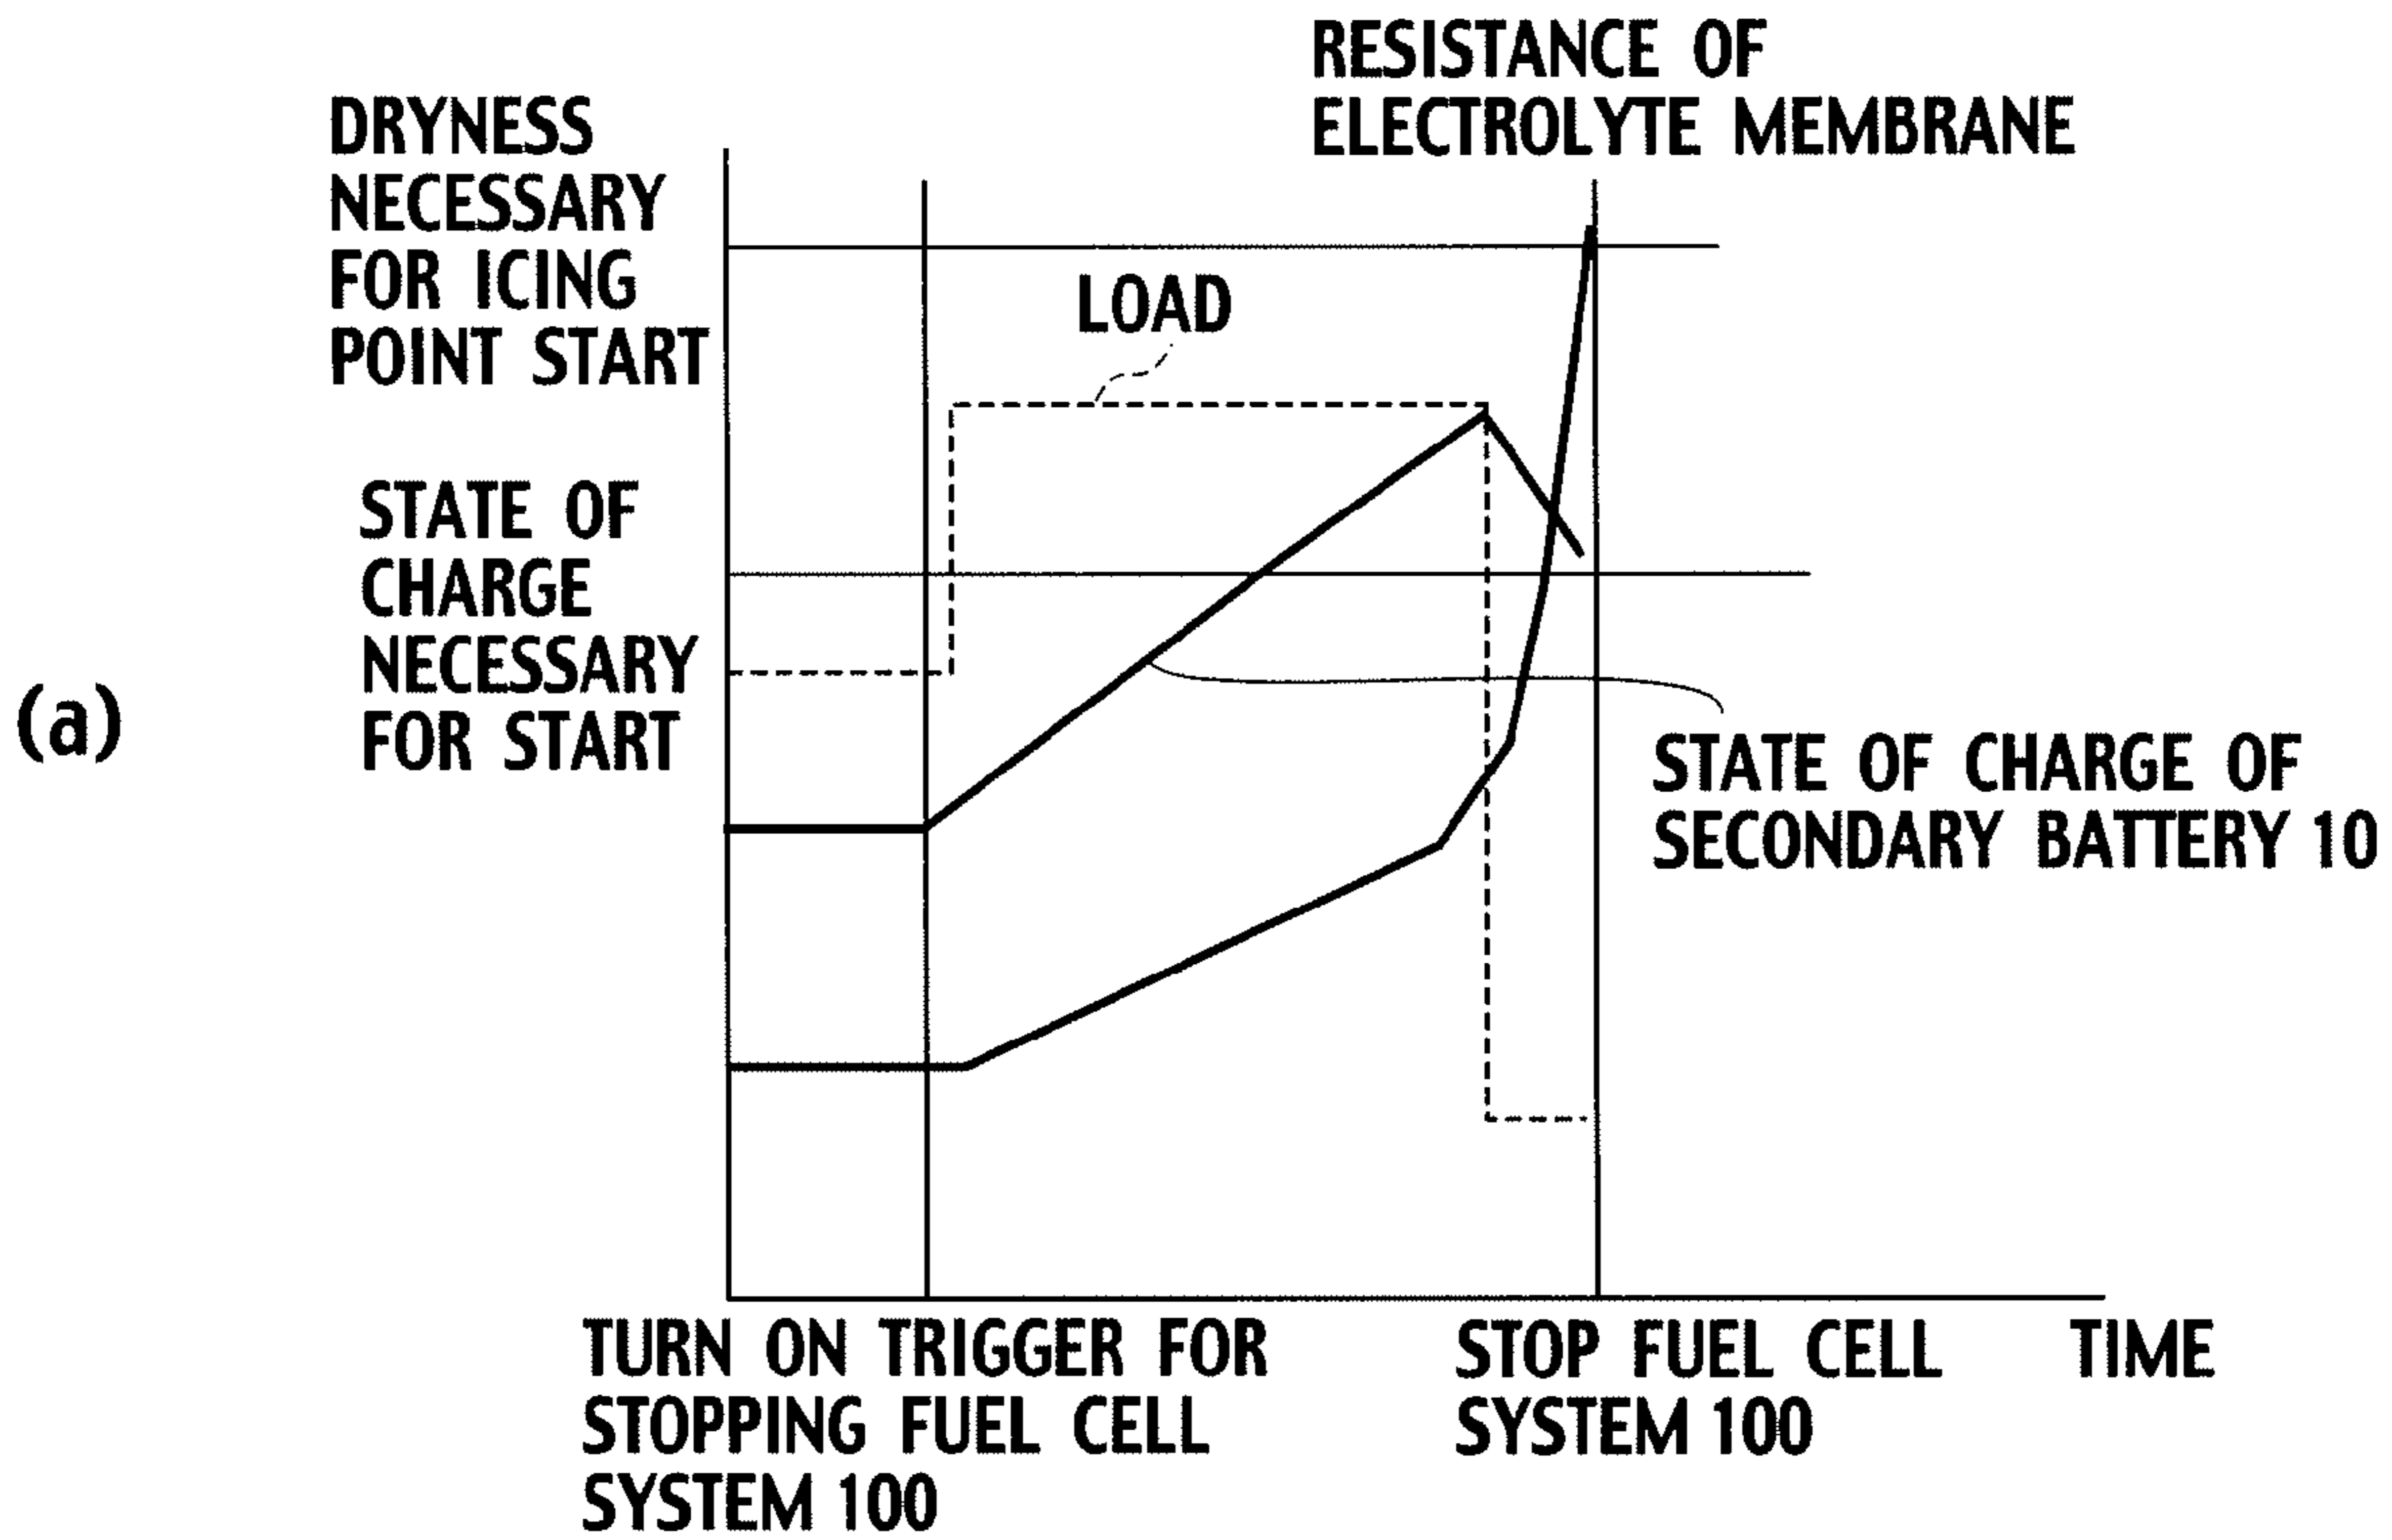 RESISTANCE OF
ELECTROLYTE MEMBRANE
DRYNESS
NECESSARY
FOR ICING
POINT START
LOAD
STATE OF
CHARGE
NECESSARY
FOR START
(a)
STATE OF CHARGE OF
SECONDARY BATTERY 10
TURN ON TRIGGER FOR
STOPPING FUEL CELL
SYSTEM 100
STOP FUEL CELL
SYSTEM 100
TIME